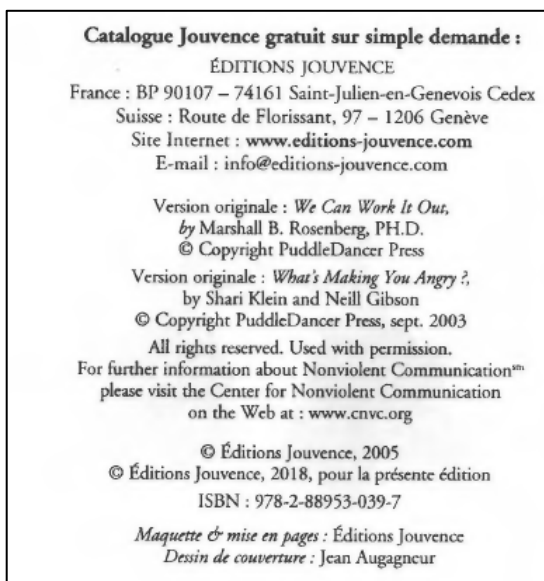 Catalogue Jouvence gratuit sur simple demande :
ÉDITIONS JOUVENCE
France : BP 90107 – 74161 Saint-Julien-en-Genevois Cedex
Suisse : Route de Florissant, 97 – 1206 Genève
Site Internet : www.editions-jouvence.com
E-mail : info@editions-jouvence.com
Version originale : We Can Work It Out,
by Marshall B. Rosenberg, PH.D.
© Copyright PuddleDancer Press
Version originale : What's Making You Angry ?,
by Shari Klein and Neill Gibson
© Copyright PuddleDancer Press, sept. 2003
All rights reserved. Used with permission.
For further information about Nonviolent Communication℠
please visit the Center for Nonviolent Communication
on the Web at : www.cnvc.org
© Éditions Jouvence, 2005
© Éditions Jouvence, 2018, pour la présente édition
ISBN : 978-2-88953-039-7
Maquette & mise en pages : Éditions Jouvence
Dessin de couverture : Jean Augagneur